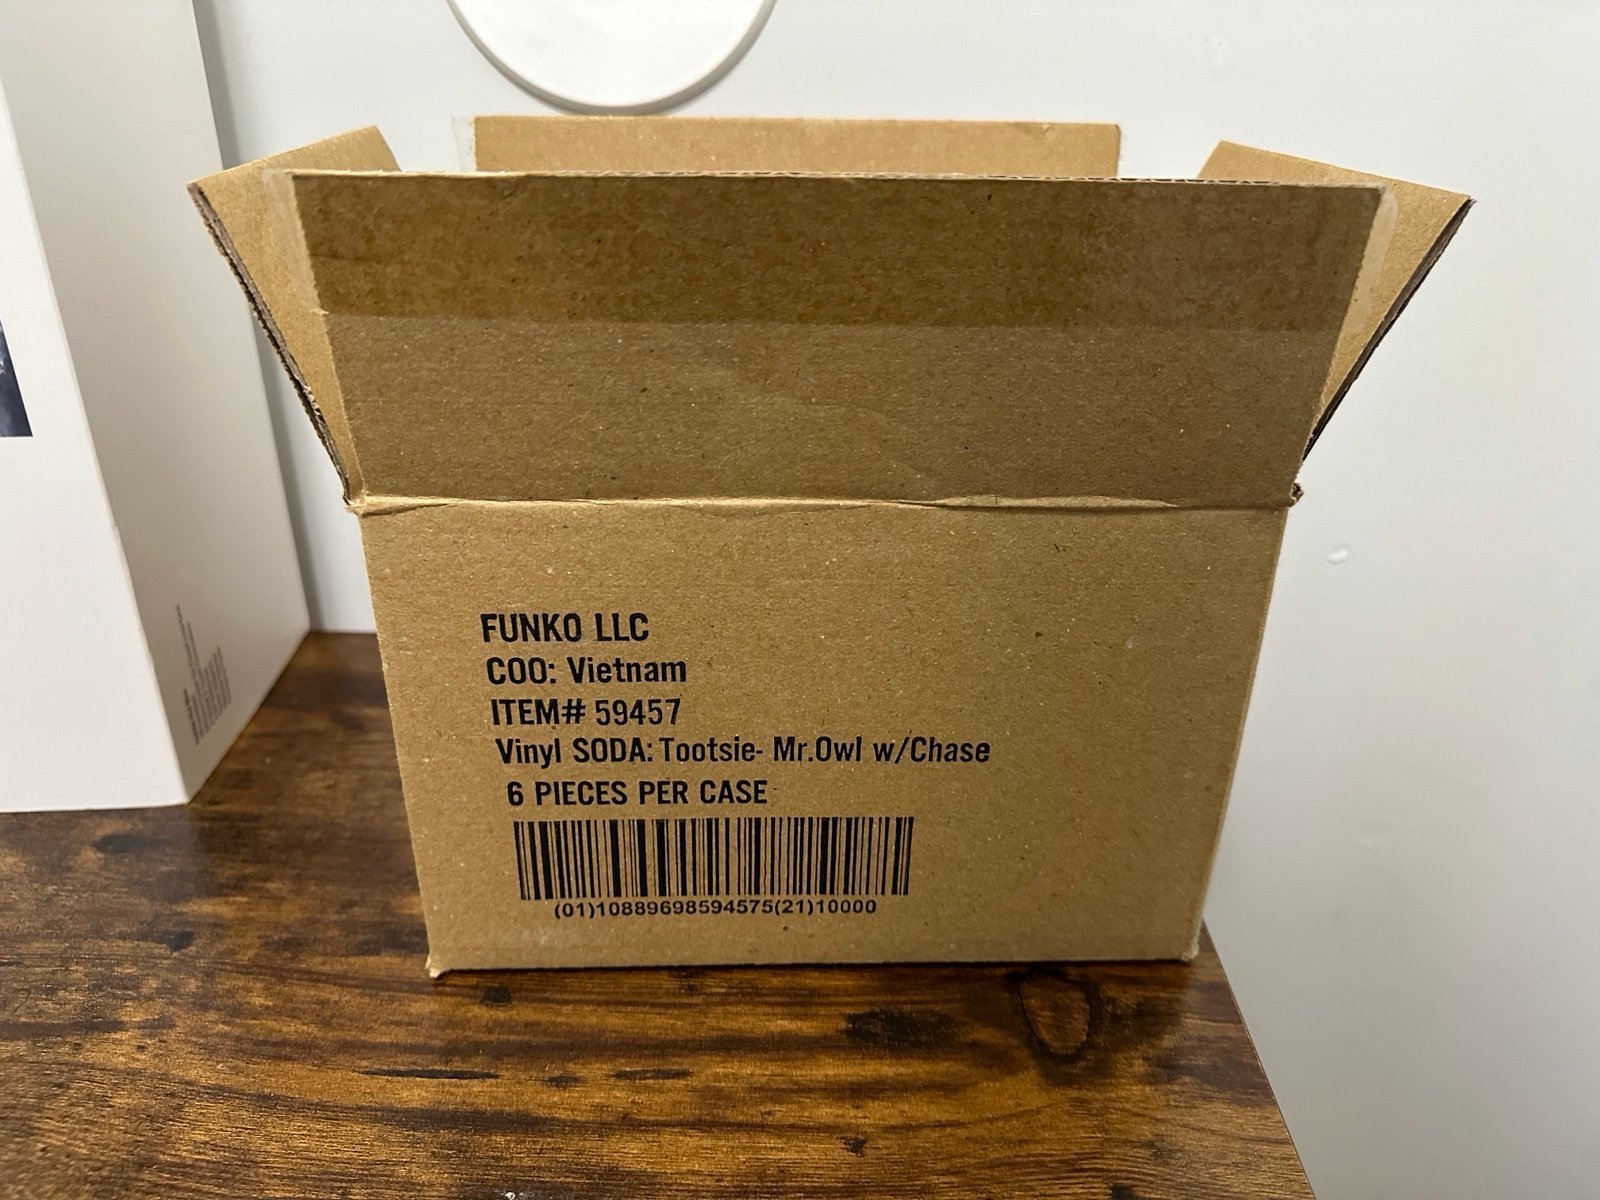 FUNKO LLC
COO: Vietnam
ITEM# 59457
Vinyl SODA: Tootsie- Mr.Owl w/Chase
6 PIECES PER CASE
(01)10889698594575(21)10000